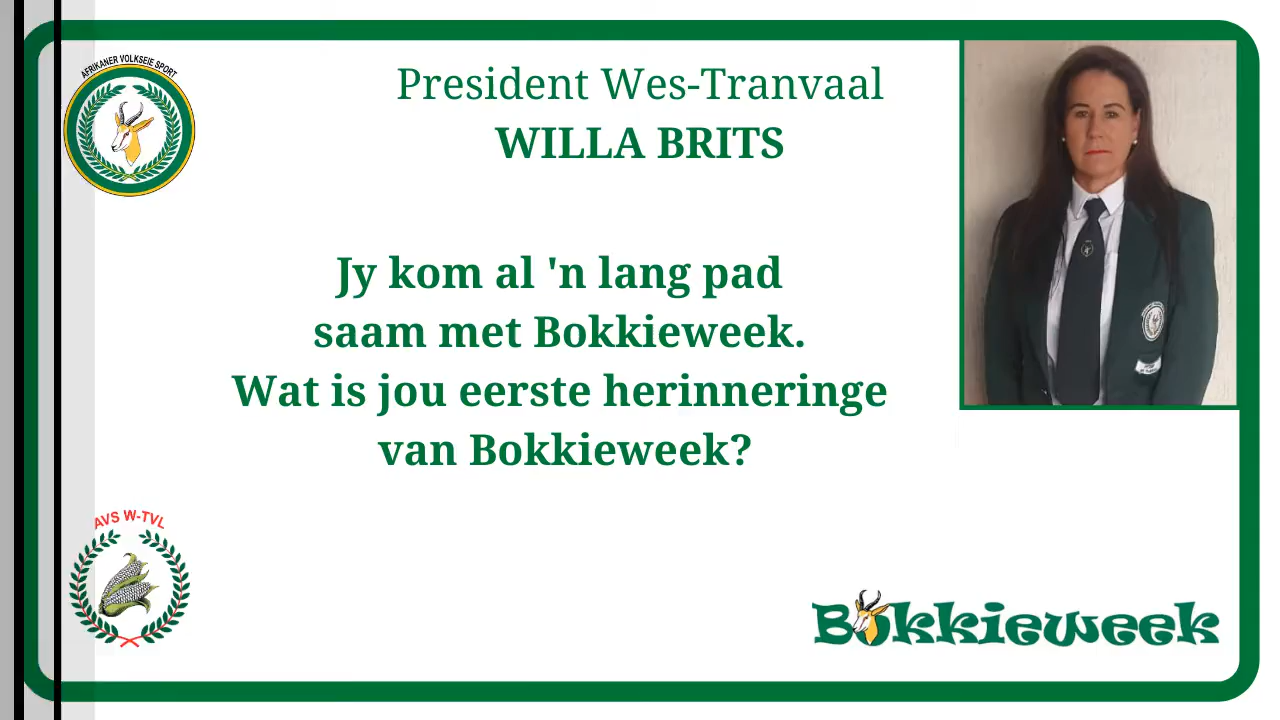 AFRIKANER VOLKSEIE SPORT
President Wes-Tranvaal
WILLA BRITS
Jy kom al 'n lang pad
saam met Bokkieweek.
Wat is jou eerste herinneringe
van Bokkieweek?
AVS W-TVL
Bokkieweek